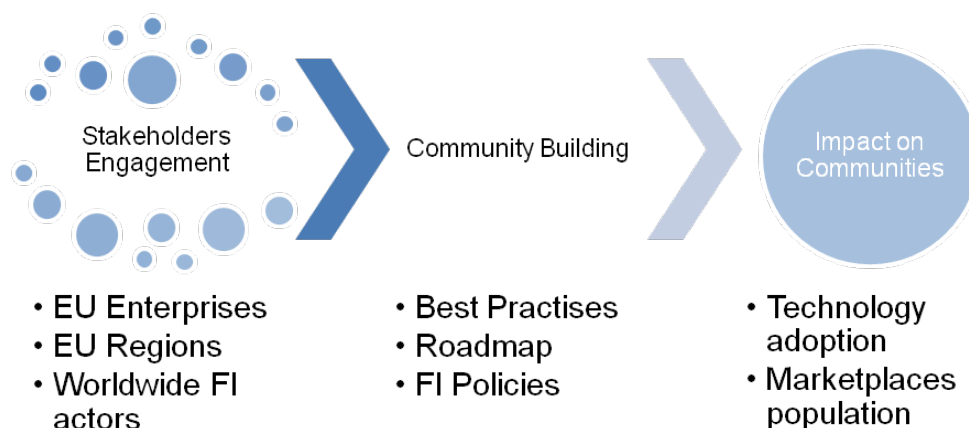 Stakeholders
Engagement
Community Building
Impact on
Communities
• EU Enterprises
• EU Regions
• Worldwide FI
actors
• Best Practises
• Roadmap
• FI Policies
• Technology
adoption
• Marketplaces
population